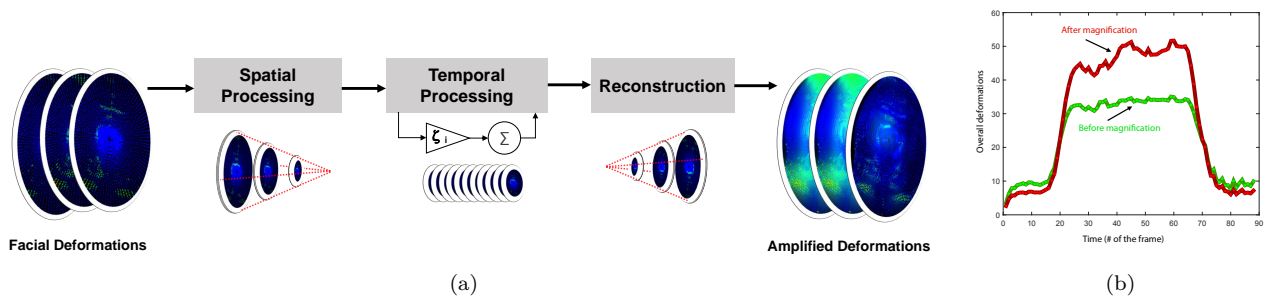 Facial Deformations
Spatial
Processing
Temporal
Processing
ζ i
Σ
Reconstruction
Amplified Deformations
(a)
60
50
40
30
20
10
0
Overall deformations
After magnification
Before magnification
0 10 20 30 40 50 60 70 80 90
Time (# of the frame)
(b)